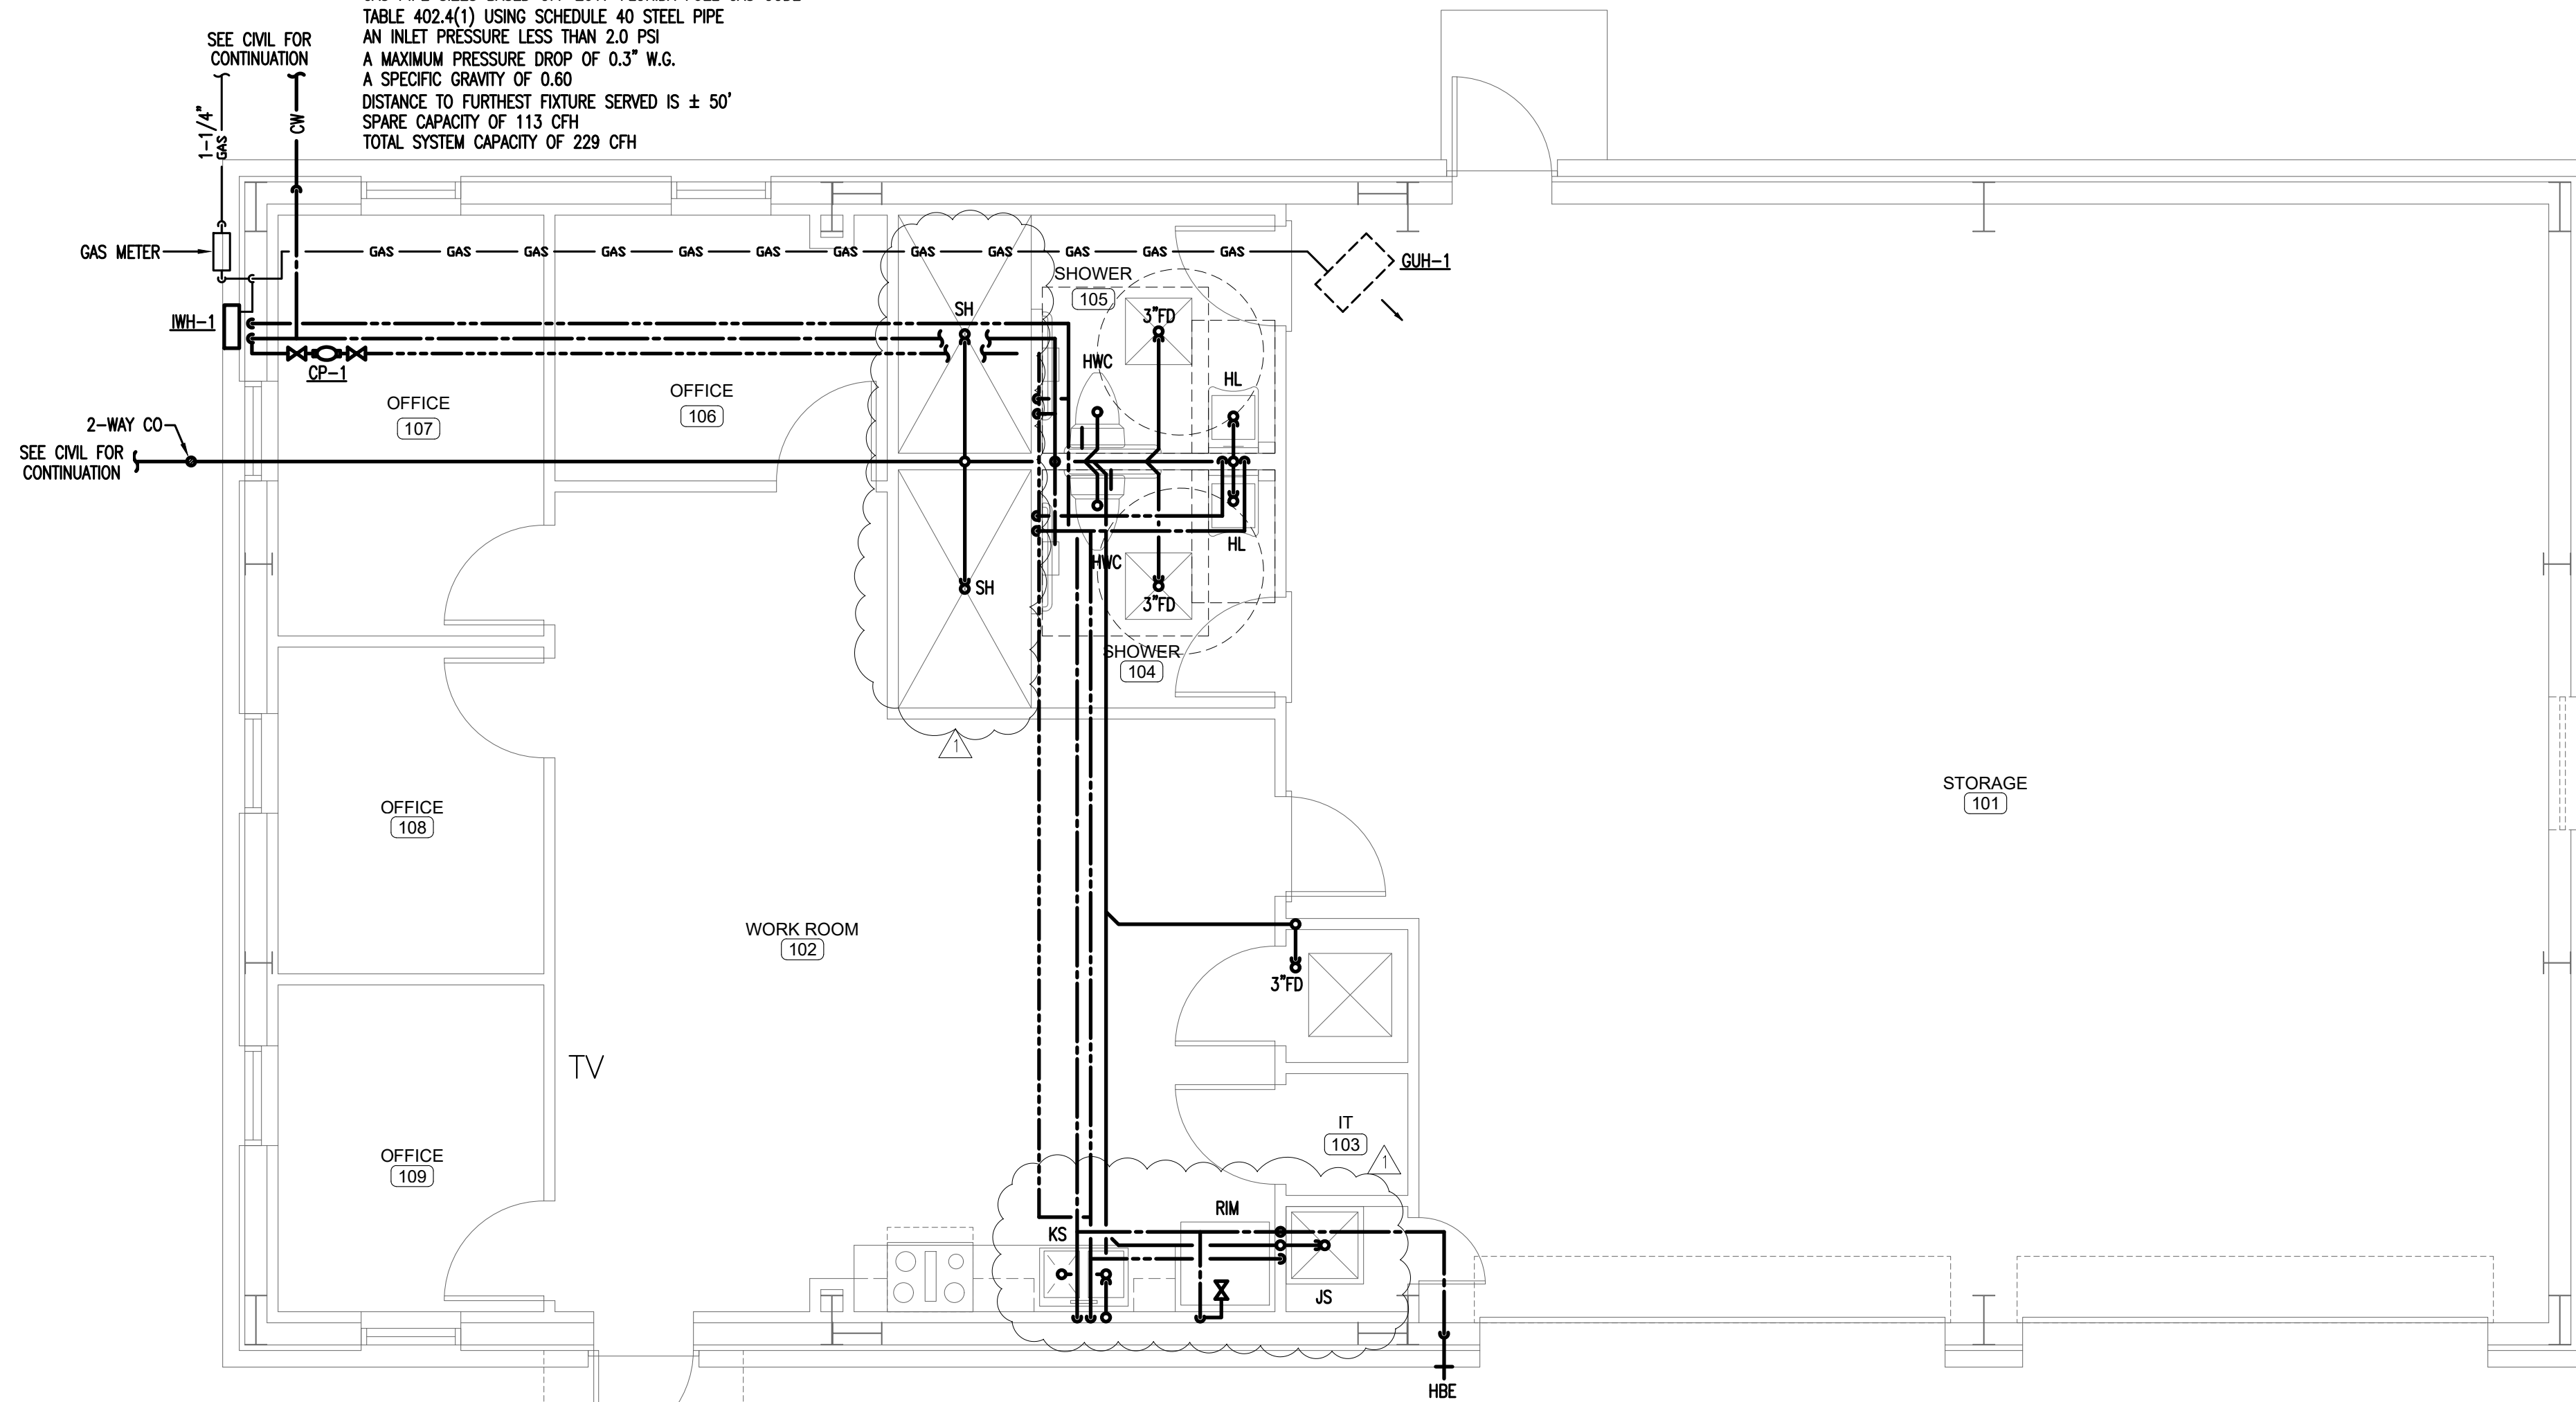 TABLE 402.4(1) USING SCHEDULE 40 STEEL PIPE
AN INLET PRESSURE LESS THAN 2.0 PSI
A MAXIMUM PRESSURE DROP OF 0.3" W.G.
A SPECIFIC GRAVITY OF 0.60
DISTANCE TO FURTHEST FIXTURE SERVED IS ± 50'
SPARE CAPACITY OF 113 CFH
TOTAL SYSTEM CAPACITY OF 229 CFH
SEE CIVIL FOR
CONTINUATION
1-1/4"
GAS
CW
GAS METER
GAS GAS GAS GAS GAS GAS GAS GAS GAS GAS GAS GAS
GUH-1
SHOWER
105
IWH-1
SH
3"FD
CP-1
HWC
HL
OFFICE
107
OFFICE
106
2-WAY CO
SEE CIVIL FOR
CONTINUATION
HL
HWC
SH
3"FD
SHOWER
104
1
OFFICE
108
STORAGE
101
WORK ROOM
102
3"FD
TV
IT
103
1
OFFICE
109
RIM
KS
JS
HBE